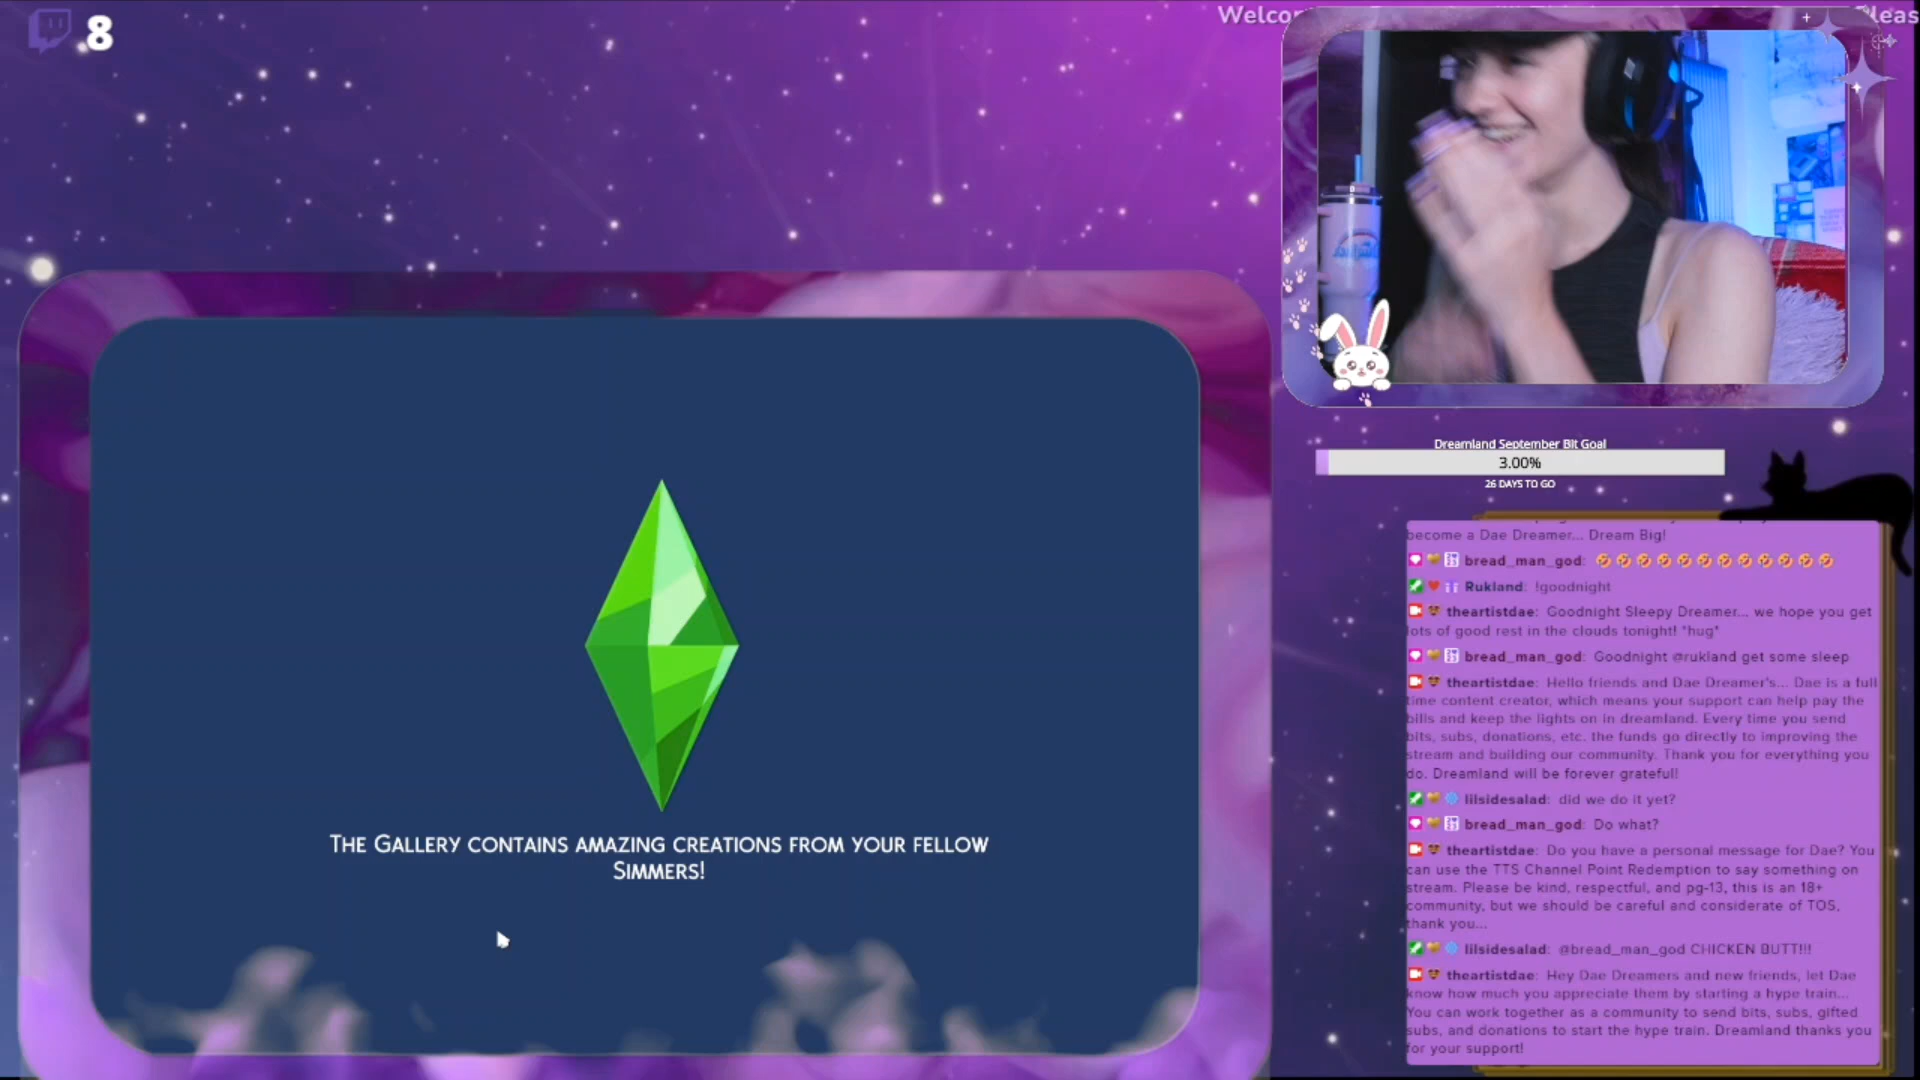 8
Welco
leas
Dreamland September Bit Goal
3.00%
26 DAYS TO GO
THE GALLERY CONTAINS AMAZING CREATIONS FROM YOUR FELLOW
SIMMERS!
become a Dae Dreamer... Dream Big!
bread_man_god:
Rukland: !goodnight
theartistdae: Goodnight Sleepy Dreamer... we hope you get
lots of good rest in the clouds tonight! *hug*
bread_man_god: Goodnight @rukland get some sleep
theartistdae: Hello friends and Dae Dreamer's... Dae is a full
time content creator, which means your support can help pay the
bills and keep the lights on in dreamland. Every time you send
bits, subs, donations, etc. the funds go directly to improving the
stream and building our community. Thank you for everything you
do. Dreamland will be forever grateful!
lilsidesalad: did we do it yet?
bread_man_god: Do what?
theartistdae: Do you have a personal message for Dae? You
can use the TTS Channel Point Redemption to say something on
stream. Please be kind, respectful, and pg-13, this is an 18+
community, but we should be careful and considerate of TOS,
thank you...
lilsidesalad: @bread_man_god CHICKEN BUTT!!!
theartistdae: Hey Dae Dreamers and new friends, let Dae
know how much you appreciate them by starting a hype train...
You can work together as a community to send bits, subs, gifted
subs, and donations to start the hype train. Dreamland thanks you
for your support!